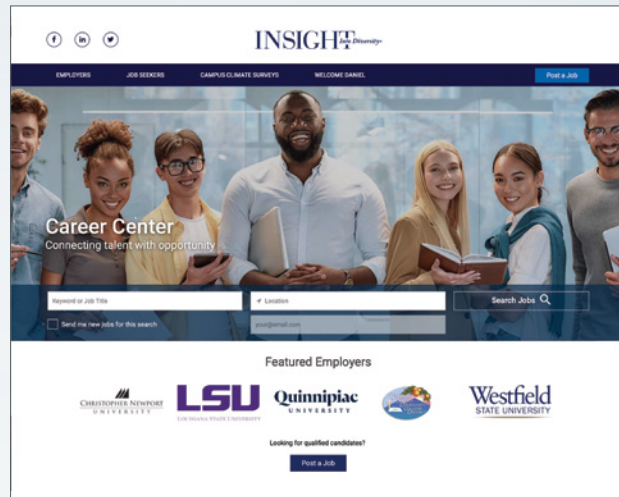 INSIGHT Into Diversity
EMPLOYERS JOB SEEKERS CAMPUS CLIMATE SURVEYS WELCOME DANIEL Post a Job
Career Center
Connecting talent with opportunity
Keyword or Job Title Location Search Jobs
Send me new jobs for this search your@email.com
Featured Employers
CHRISTOPHER NEWPORT
UNIVERSITY
LSU
LOUISIANA STATE UNIVERSITY
Quinnipiac
UNIVERSITY
Westfield
STATE UNIVERSITY
Looking for qualified candidates?
Post a Job